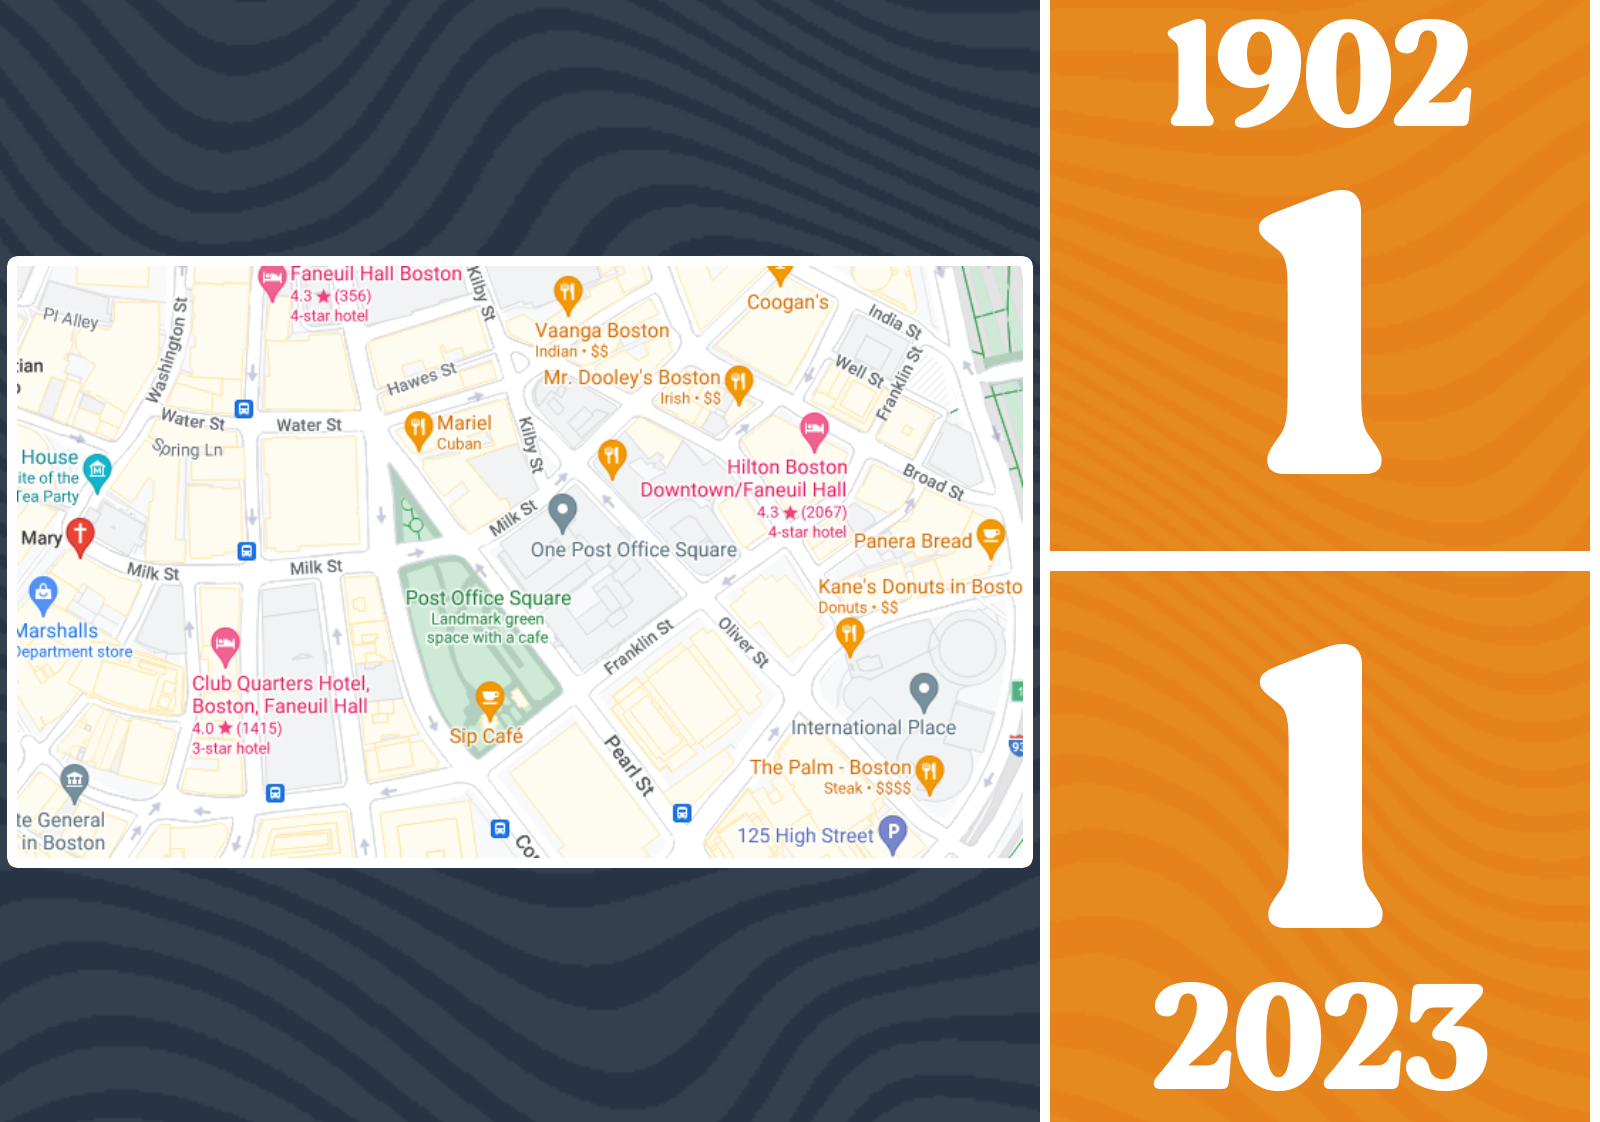 Faneuil Hall Boston
4.3 ★ (356)
4-star hotel
Kilby St
Coogan's
India St
Pl Alley
Washington St
Vaanga Boston
Indian • $$
Well St
Franklin St
tian
Hawes St
Mr. Dooley's Boston
Irish • $$
Water St
Water St
Spring Ln
Mariel
Cuban
Kilby St
House
ite of the
Tea Party
Hilton Boston
Downtown/Faneuil Hall
4.3 ★ (2067)
4-star hotel
Broad St
Mary
Milk St
One Post Office Square
Panera Bread
Milk St
Milk St
Kane's Donuts in Bosto
Donuts • $$
Marshalls
Department store
Post Office Square
Landmark green
space with a cafe
Franklin St
Oliver St
Club Quarters Hotel,
Boston, Faneuil Hall
4.0 ★ (1415)
3-star hotel
Sip Café
International Place
93
Pearl St
The Palm - Boston
Steak • $$$$
te General
in Boston
125 High Street
P
Co
1902
1
1
2023